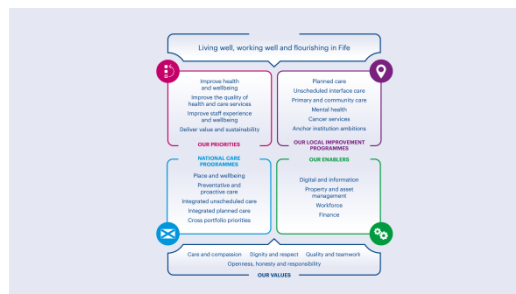 Living well, working well and flourishing in Fife
Improve health
and wellbeing
Improve the quality of
health and care services
Improve staff experience
and wellbeing
Deliver value and sustainability
OUR PRIORITIES
Planned care
Unscheduled interface care
Primary and community care
Mental health
Cancer services
Anchor institution ambitions
OUR LOCAL IMPROVEMENT
PROGRAMMES
NATIONAL CARE
PROGRAMMES
Place and wellbeing
Preventative and
proactive care
Integrated unscheduled care
Integrated planned care
Cross portfolio priorities
OUR ENABLERS
Digital and information
Property and asset
management
Workforce
Finance
Care and compassion Dignity and respect Quality and teamwork
Openness, honesty and responsibility
OUR VALUES